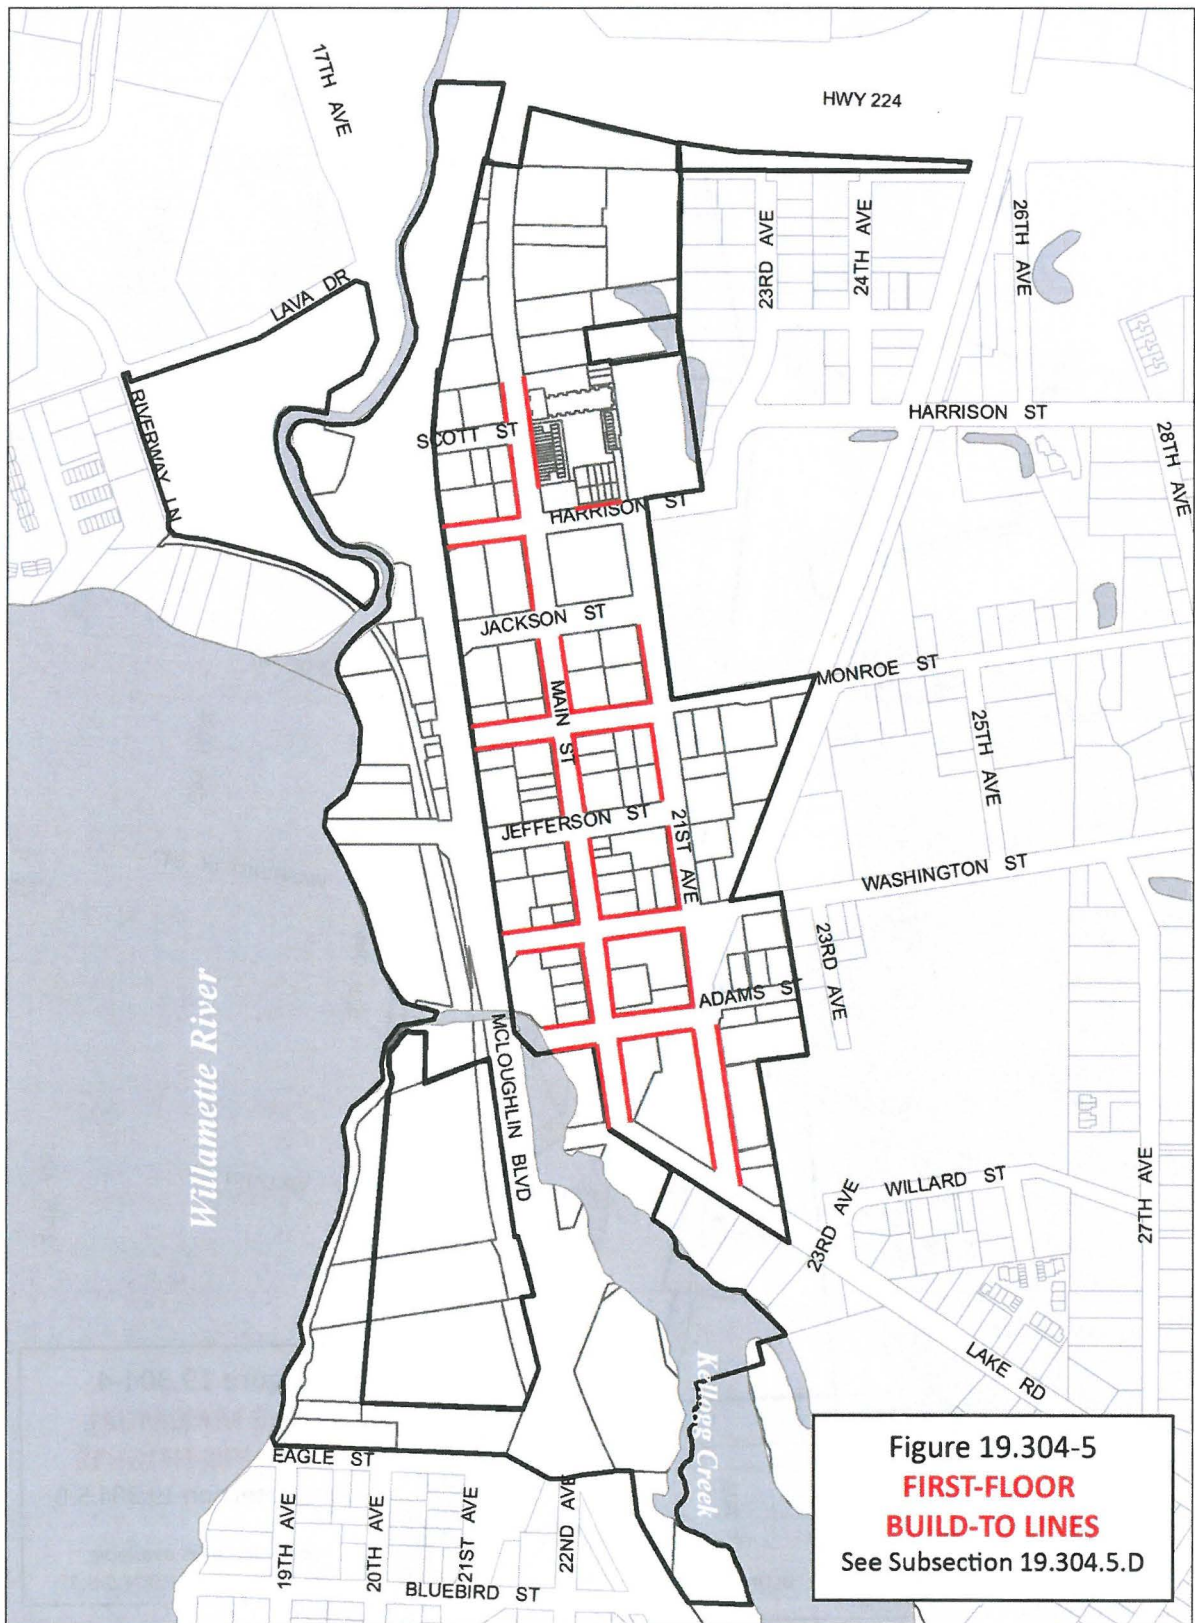 17TH AVE
HWY 224
23RD AVE
24TH AVE
26TH AVE
LAVA DR
RIVERWAY LN
SCOTT ST
HARRISON ST
28TH AVE
HARRISON ST
JACKSON ST
MAIN ST
MONROE ST
25TH AVE
JEFFERSON ST
21ST AVE
WASHINGTON ST
23RD AVE
ADAMS ST
Willamette River
MCLOUGHLIN BLVD
WILLARD ST
23RD AVE
27TH AVE
LAKE RD
Kellogg Creek
EAGLE ST
19TH AVE
20TH AVE
21ST AVE
22ND AVE
BLUEBIRD ST
Figure 19.304-5
FIRST-FLOOR
BUILD-TO LINES
See Subsection 19.304.5.D